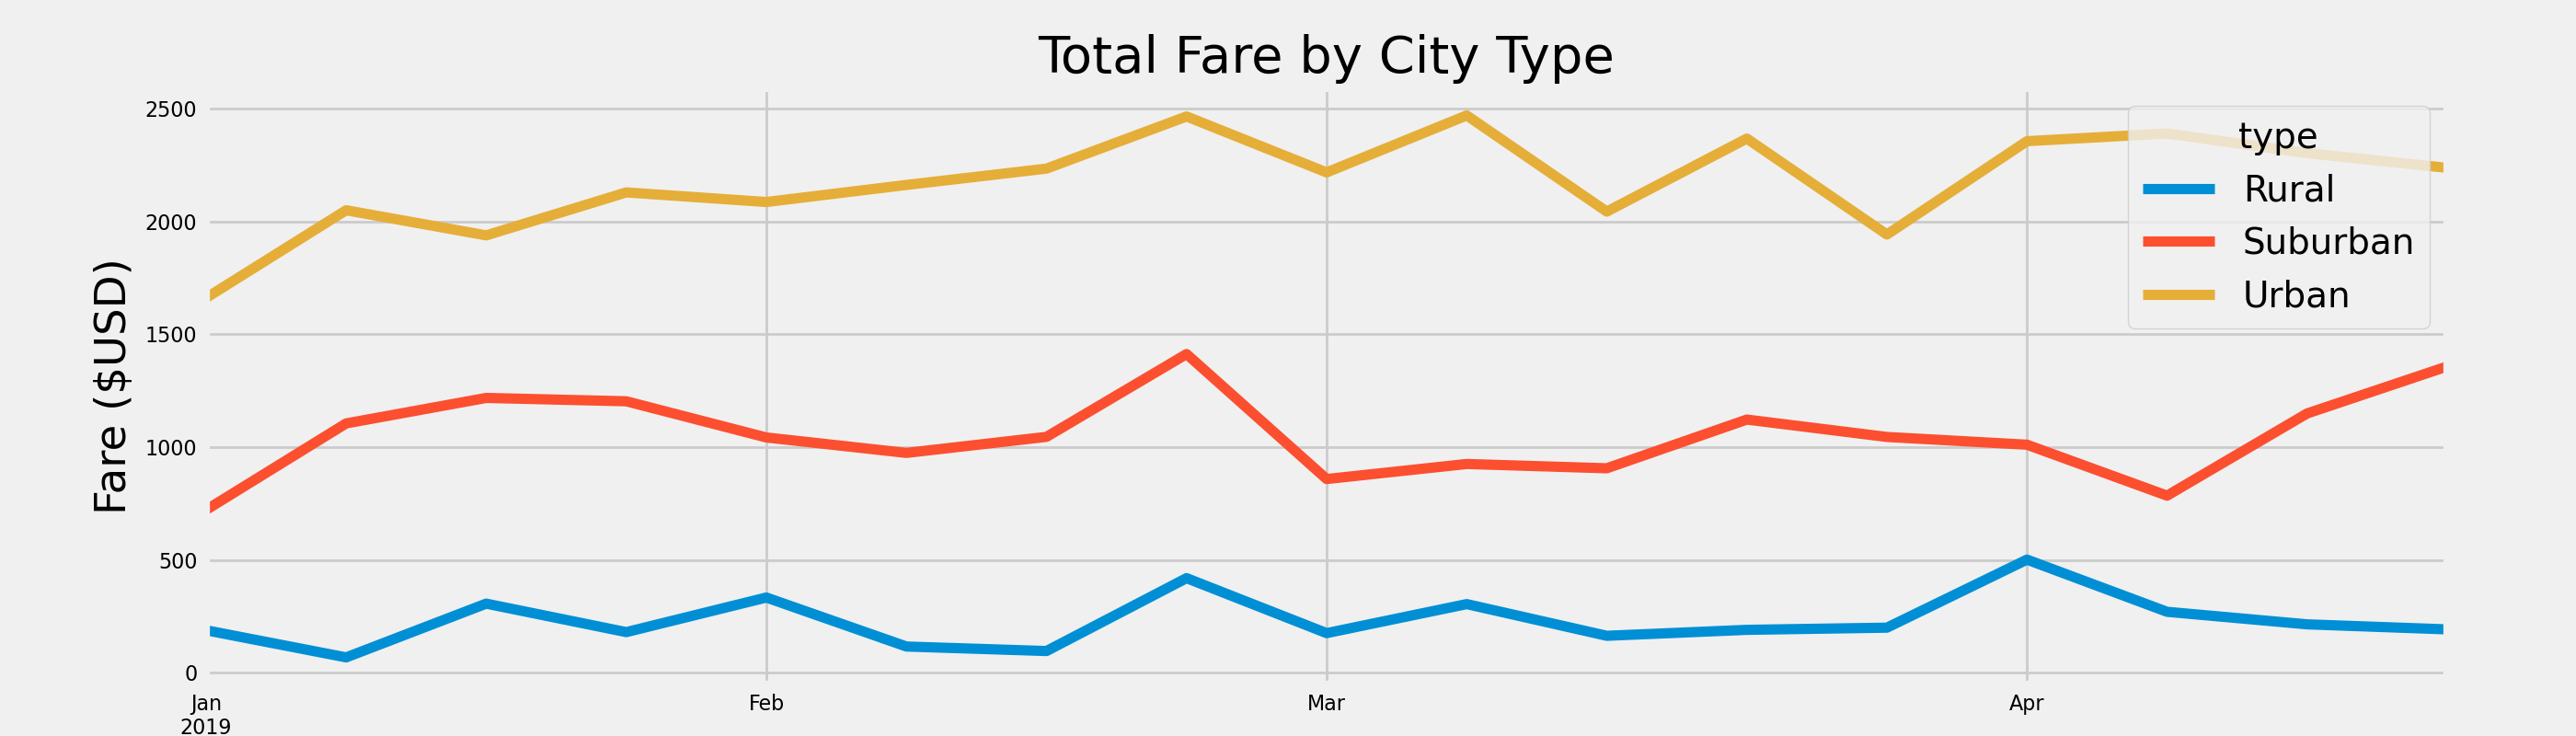 Total Fare by City Type
Fare ($USD)
2500
2000
1500
1000
500
0
Jan
2019
Feb
Mar
Apr
type
Rural
Suburban
Urban